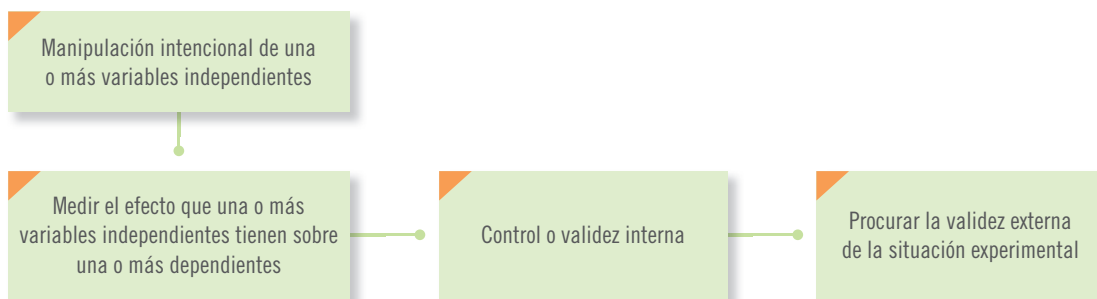 Manipulación intencional de una
o más variables independientes
Medir el efecto que una o más
variables independientes tienen sobre
una o más dependientes
Control o validez interna
Procurar la validez externa
de la situación experimental